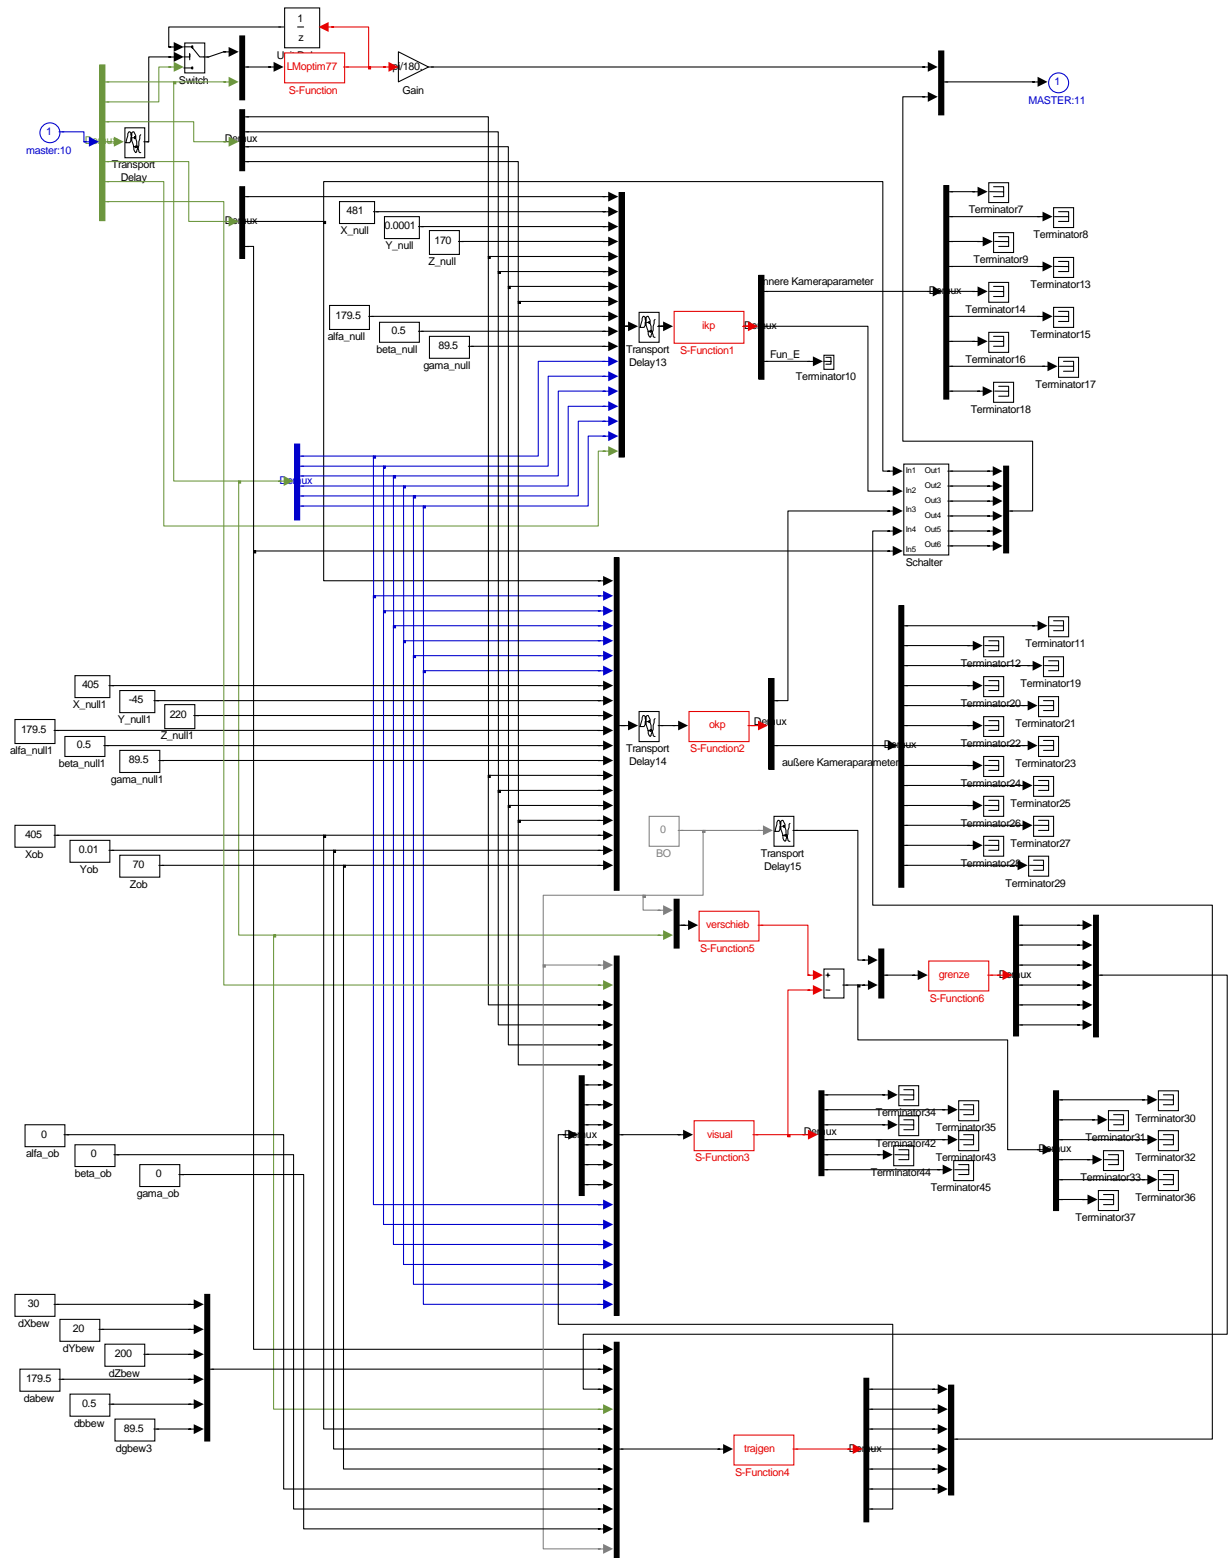 1
z
LMoptim77
S-Function
Switch
Gain
1
MASTER:11
1
master:10
Transport
Delay
Demux
Demux
481
X_null
0.0001
Y_null
170
Z_null
179.5
alfa_null
0.5
beta_null
89.5
gama_null
Transport
Delay13
ikp
S-Function1
Demux
nnere Kameraparameter
Fun_E
Terminator10
Demux
Terminator7
Terminator8
Terminator9
Terminator13
Terminator14
Terminator15
Terminator16
Terminator17
Terminator18
Demux
In1
In2
In3
In4
In5
Out1
Out2
Out3
Out4
Out5
Out6
Schalter
405
X_null1
-45
Y_null1
220
Z_null1
179.5
alfa_null1
0.5
beta_null1
89.5
gama_null1
Transport
Delay14
okp
S-Function2
Demux
außere Kameraparameter
Demux
Terminator11
Terminator12
Terminator19
Terminator20
Terminator21
Terminator22
Terminator23
Terminator24
Terminator25
Terminator26
Terminator27
Terminator28
Terminator29
405
Xob
0.01
Yob
70
Zob
0
BO
Transport
Delay15
verschieb
S-Function5
+
−
grenze
S-Function6
Demux
0
alfa_ob
0
beta_ob
0
gama_ob
Demux
visual
S-Function3
Demux
Terminator34
Terminator35
Terminator42
Terminator43
Terminator44
Terminator45
Demux
Terminator30
Terminator31
Terminator32
Terminator33
Terminator36
Terminator37
30
dXbew
20
dYbew
200
dZbew
179.5
dabew
0.5
dbbew
89.5
dgbew3
trajgen
S-Function4
Demux